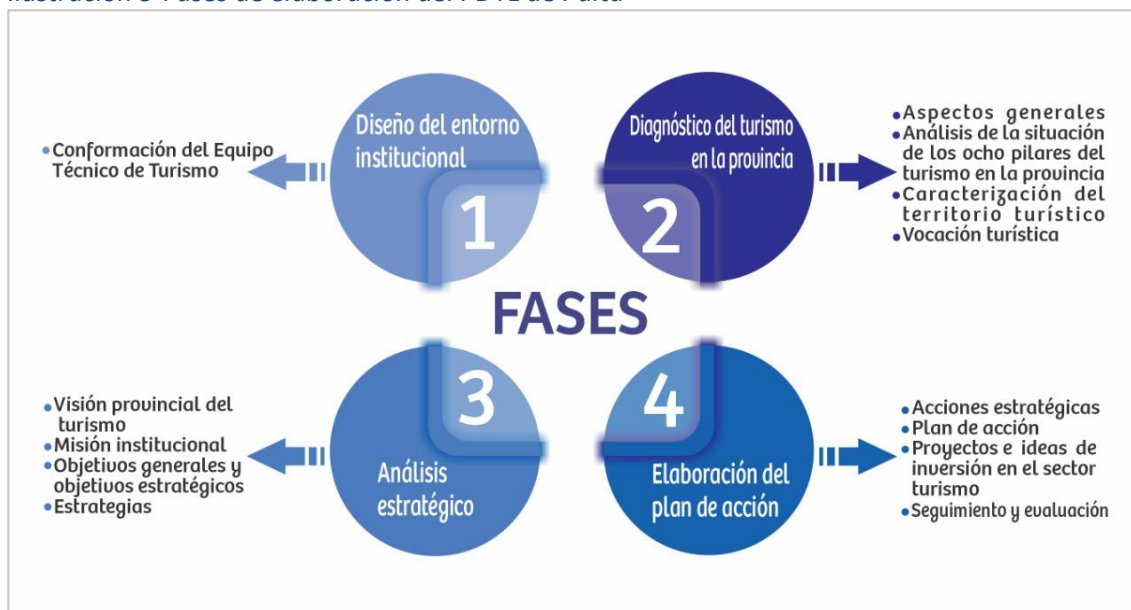 Ilustración Fases de elaboración del de Paita
Diseño del entorno
institucional
1
• Conformación del Equipo
Técnico de Turismo
Diagnóstico del turismo
en la provincia
2
• Aspectos generales
• Análisis de la situación
de los ocho pilares del
turismo en la provincia
• Caracterización del
territorio turístico
• Vocación turística
FASES
3
Análisis
estratégico
• Visión provincial del
turismo
• Misión institucional
• Objetivos generales y
objetivos estratégicos
• Estrategias
4
Elaboración del
plan de acción
• Acciones estratégicas
• Plan de acción
• Proyectos e ideas de
inversión en el sector
turismo
• Seguimiento y evaluación